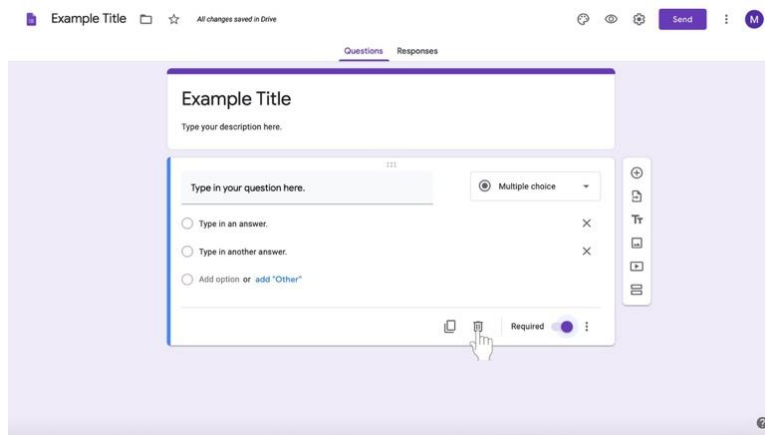 Example Title
All changes saved in Drive
Send
M
Questions Responses
Example Title
Type your description here.
Type in your question here.
Multiple choice
Type in an answer.
Type in another answer.
Add option or add "Other"
Tт
Required
?